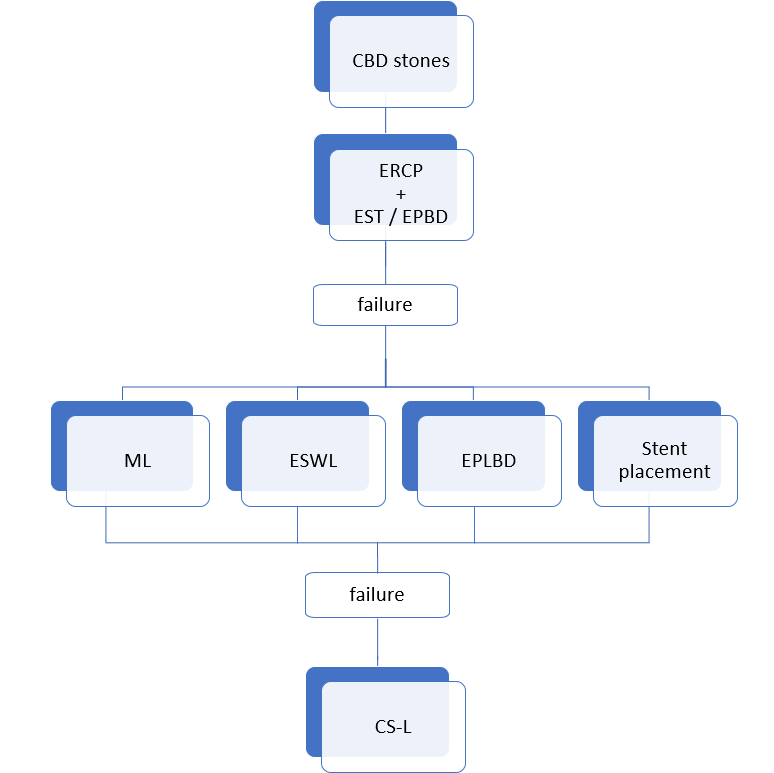 CBD stones
ERCP
+
EST / EPBD
failure
ML
ESWL
EPLBD
Stent
placement
failure
CS-L